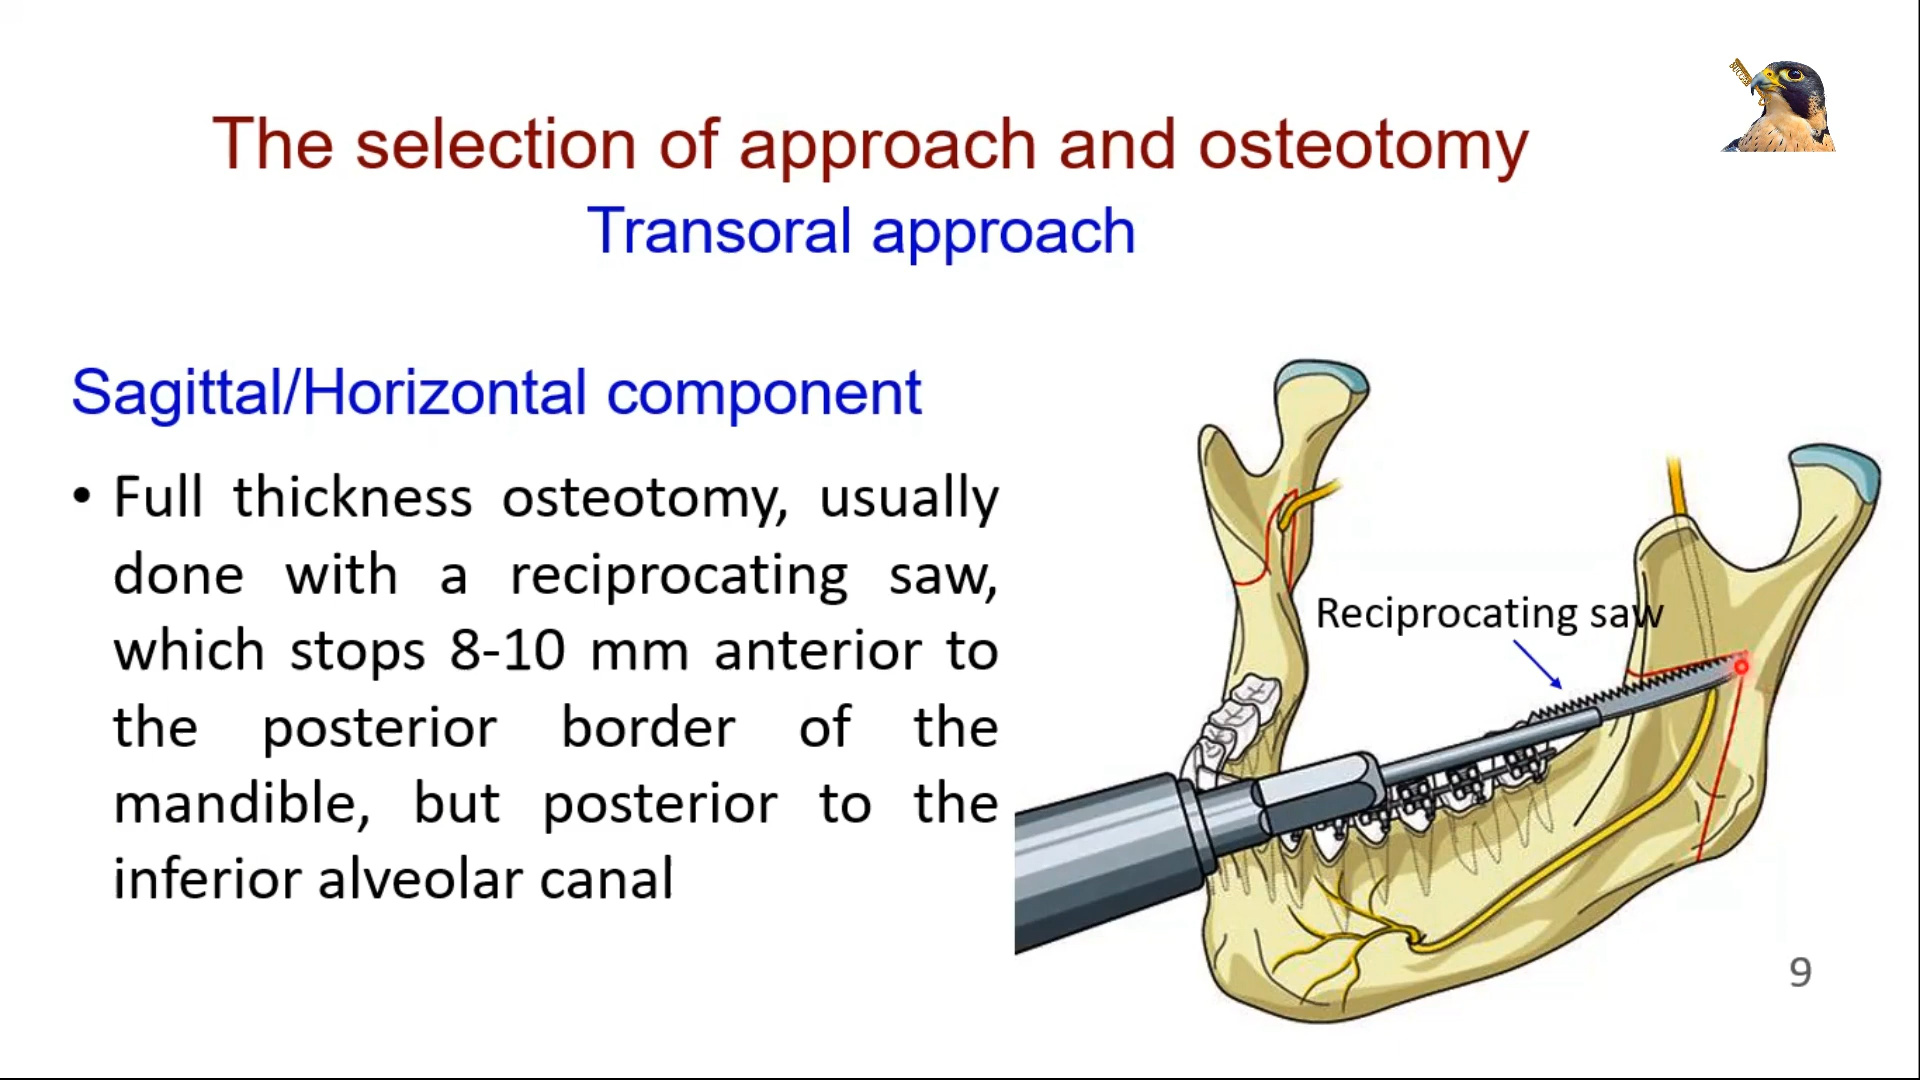 The selection of approach and osteotomy
Transoral approach
Sagittal/Horizontal component
• Full thickness osteotomy, usually
done with a reciprocating saw,
which stops 8-10 mm anterior to
the posterior border of the
mandible, but posterior to the
inferior alveolar canal
Reciprocating saw
9